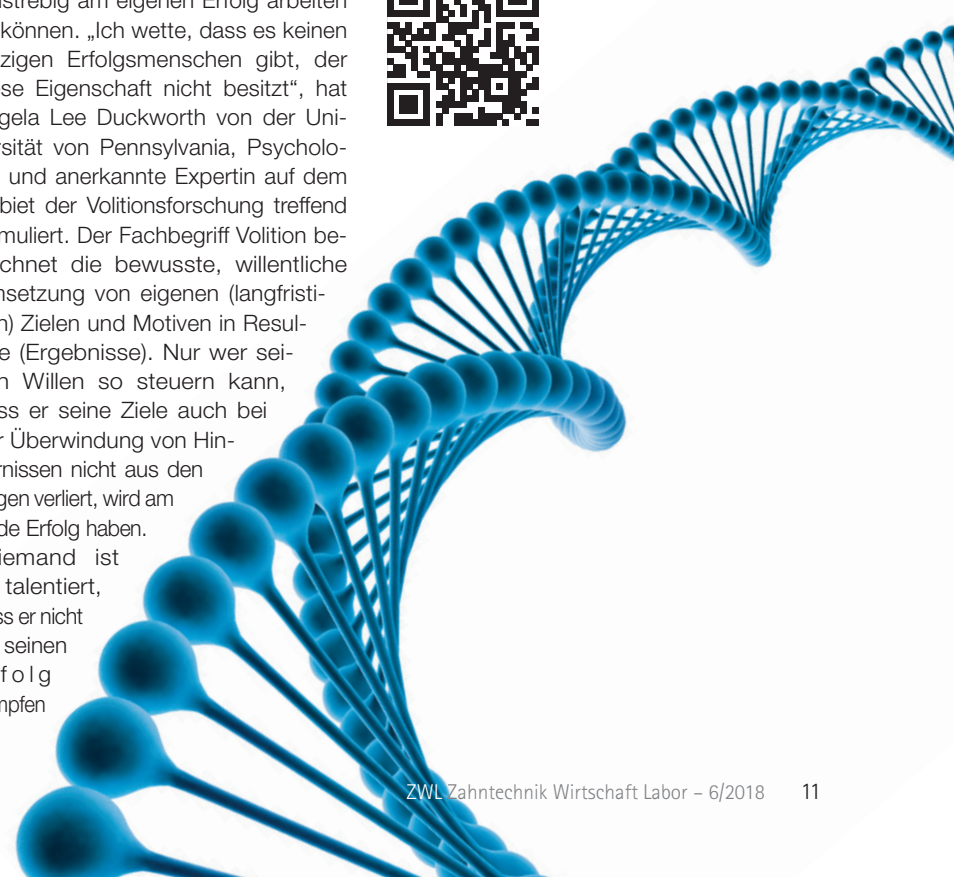 nstrebig am eigenen Erfolg arbeiten
können. „Ich wette, dass es keinen
zigen Erfolgsmenschen gibt, der
se Eigenschaft nicht besitzt“, hat
gela Lee Duckworth von der Uni-
rsität von Pennsylvania, Psycholo-
und anerkannte Expertin auf dem
biet der Volitionsforschung treffend
muliert. Der Fachbegriff Volition be-
chnet die bewusste, willentliche
nsetzung von eigenen (langfristi-
n) Zielen und Motiven in Resul-
e (Ergebnisse). Nur wer sei-
n Willen so steuern kann,
ss er seine Ziele auch bei
r Überwindung von Hin-
rnissen nicht aus den
gen verliert, wird am
de Erfolg haben.
iemand ist
talentiert,
ss er nicht
seinen
folg
mpfen
ZWL Zahntechnik Wirtschaft Labor – 6/2018 11